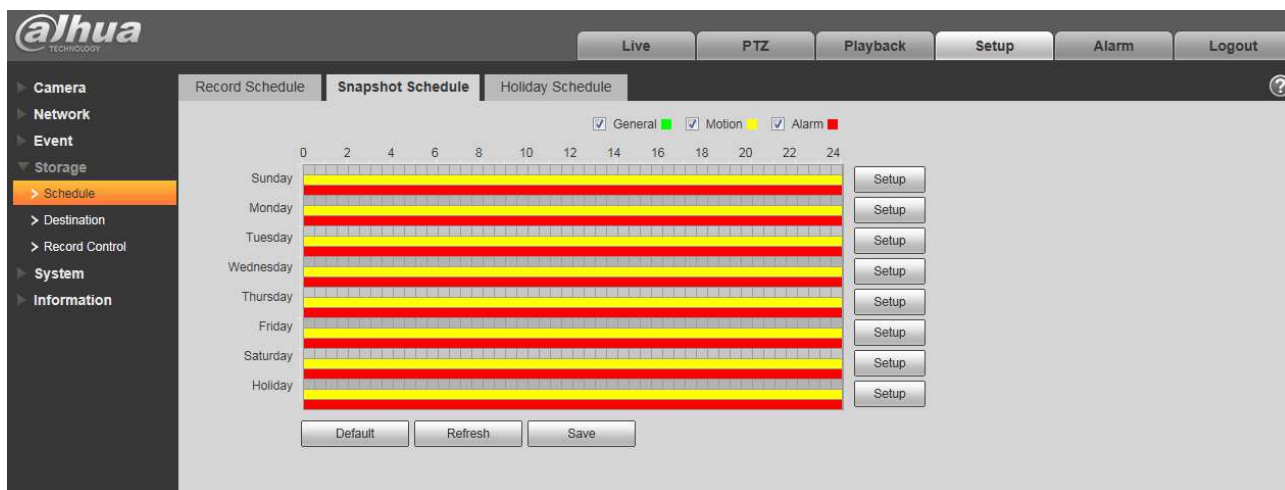 alhua
TECHNOLOGY
Live PTZ Playback Setup Alarm Logout
Camera
Network
Event
Storage
> Schedule
> Destination
> Record Control
System
Information
Record Schedule Snapshot Schedule Holiday Schedule
?
General Motion Alarm
0 2 4 6 8 10 12 14 16 18 20 22 24
Sunday Setup
Monday Setup
Tuesday Setup
Wednesday Setup
Thursday Setup
Friday Setup
Saturday Setup
Holiday Setup
Default Refresh Save